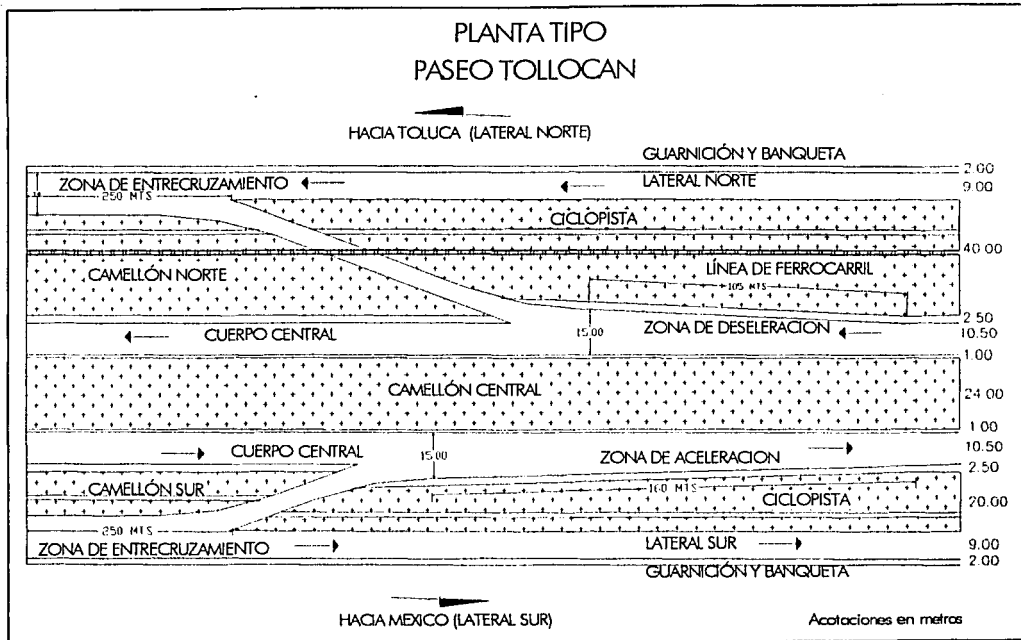 PLANTA TIPO
PASEO TOLLOCAN
HACIA TOLUCA (LATERAL NORTE)
GUARNICIÓN Y BANQUETA
2.00
ZONA DE ENTRECRUZAMIENTO
LATERAL NORTE
9.00
250 MTS
CICLOPISTA
40.00
CAMELLÓN NORTE
LÍNEA DE FERROCARRIL
105 MTS
2.50
CUERPO CENTRAL
15.00
ZONA DE DESELERACION
10.50
1.00
CAMELLÓN CENTRAL
24.00
1.00
CUERPO CENTRAL
15.00
ZONA DE ACELERACION
10.50
2.50
CAMELLÓN SUR
160 MTS
CICLOPISTA
20.00
250 MTS
ZONA DE ENTRECRUZAMIENTO
LATERAL SUR
9.00
2.00
GUARNICIÓN Y BANQUETA
HACIA MEXICO (LATERAL SUR)
Acotaciones en metros